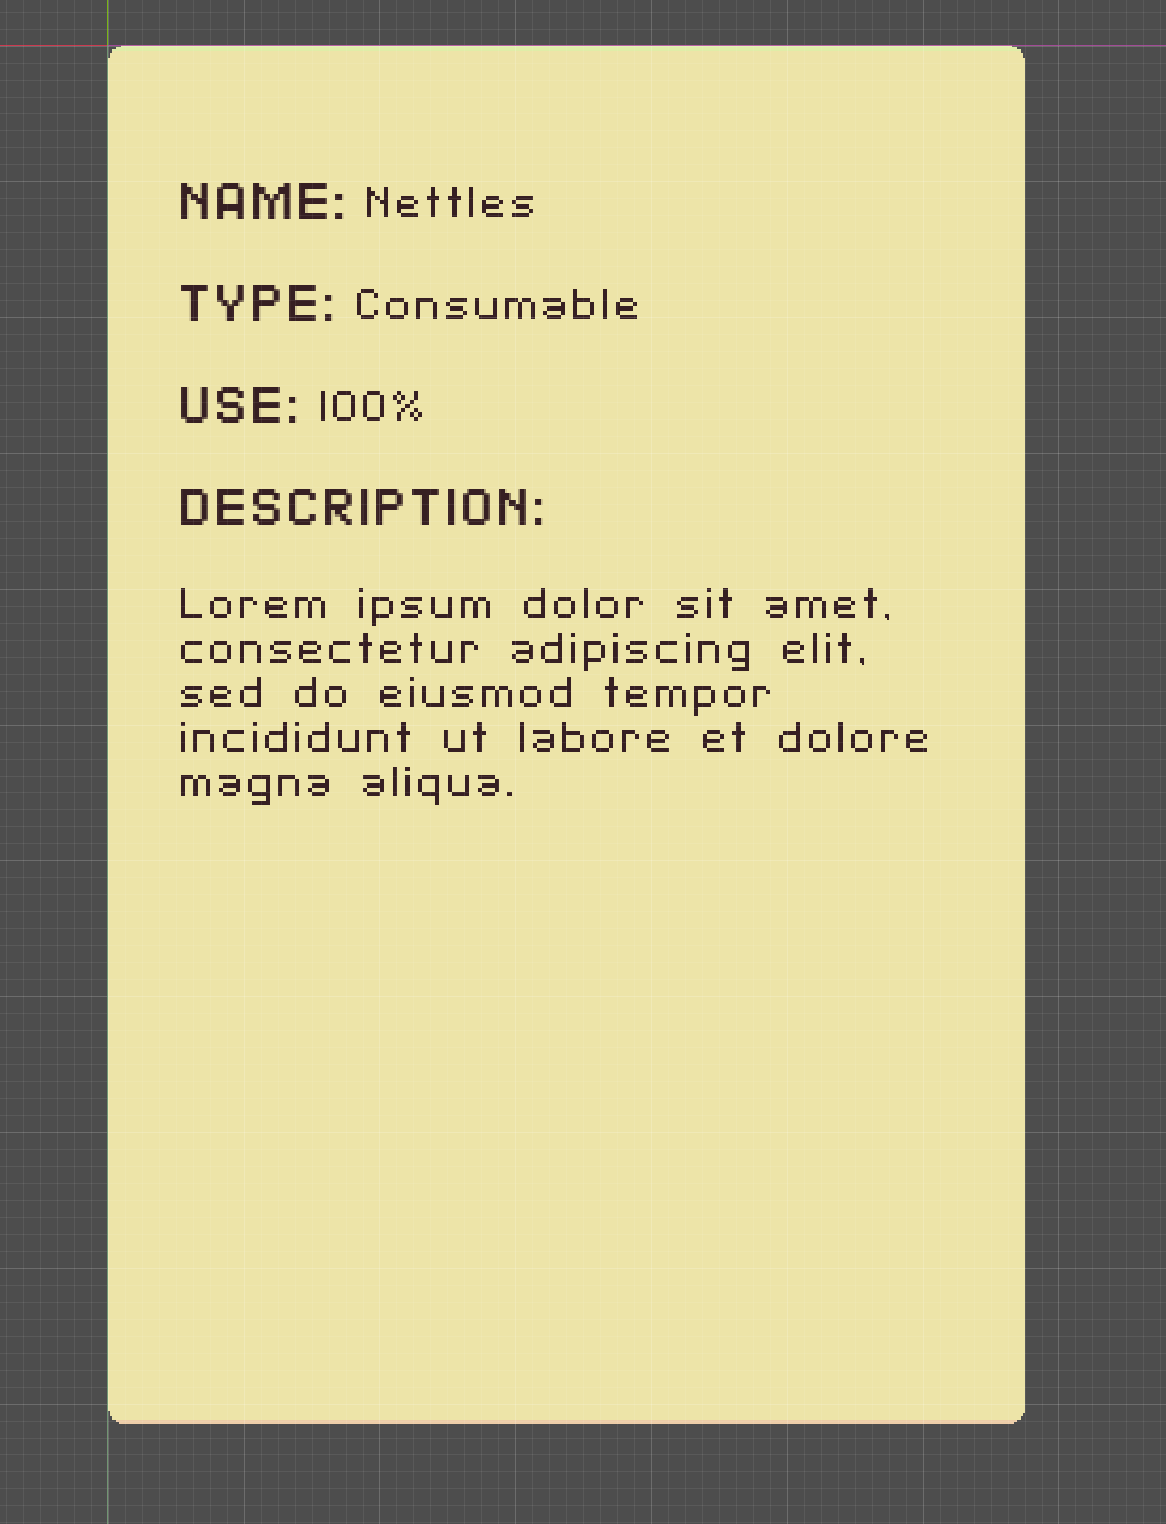 NAME: Nettles
TYPE: Consumable
USE: 100%
DESCRIPTION:
Lorem ipsum dolor sit amet,
consectetur adipiscing elit,
sed do eiusmod tempor
incididunt ut labore et dolore
magna aliqua.